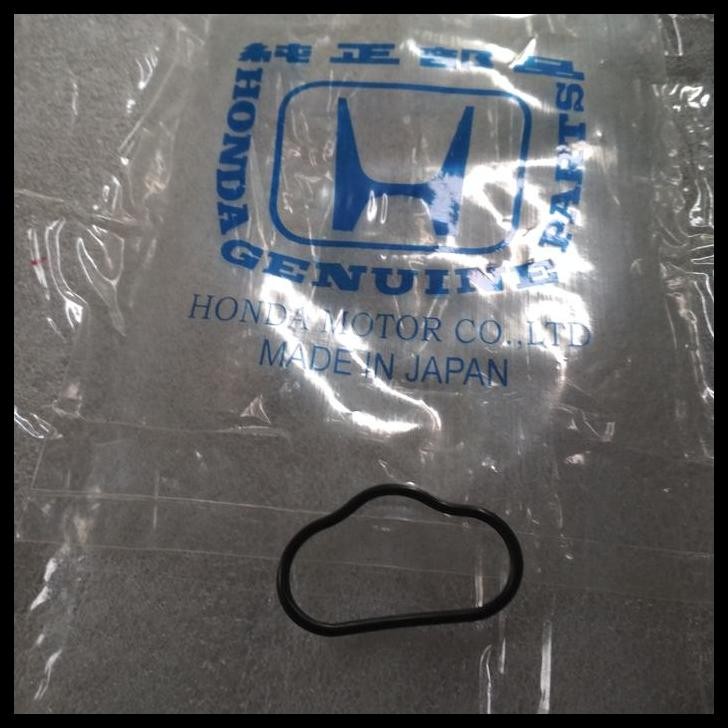 純正部品
HONDA
GENUINE
PARTS
HONDA MOTOR CO.,LTD
MADE IN JAPAN